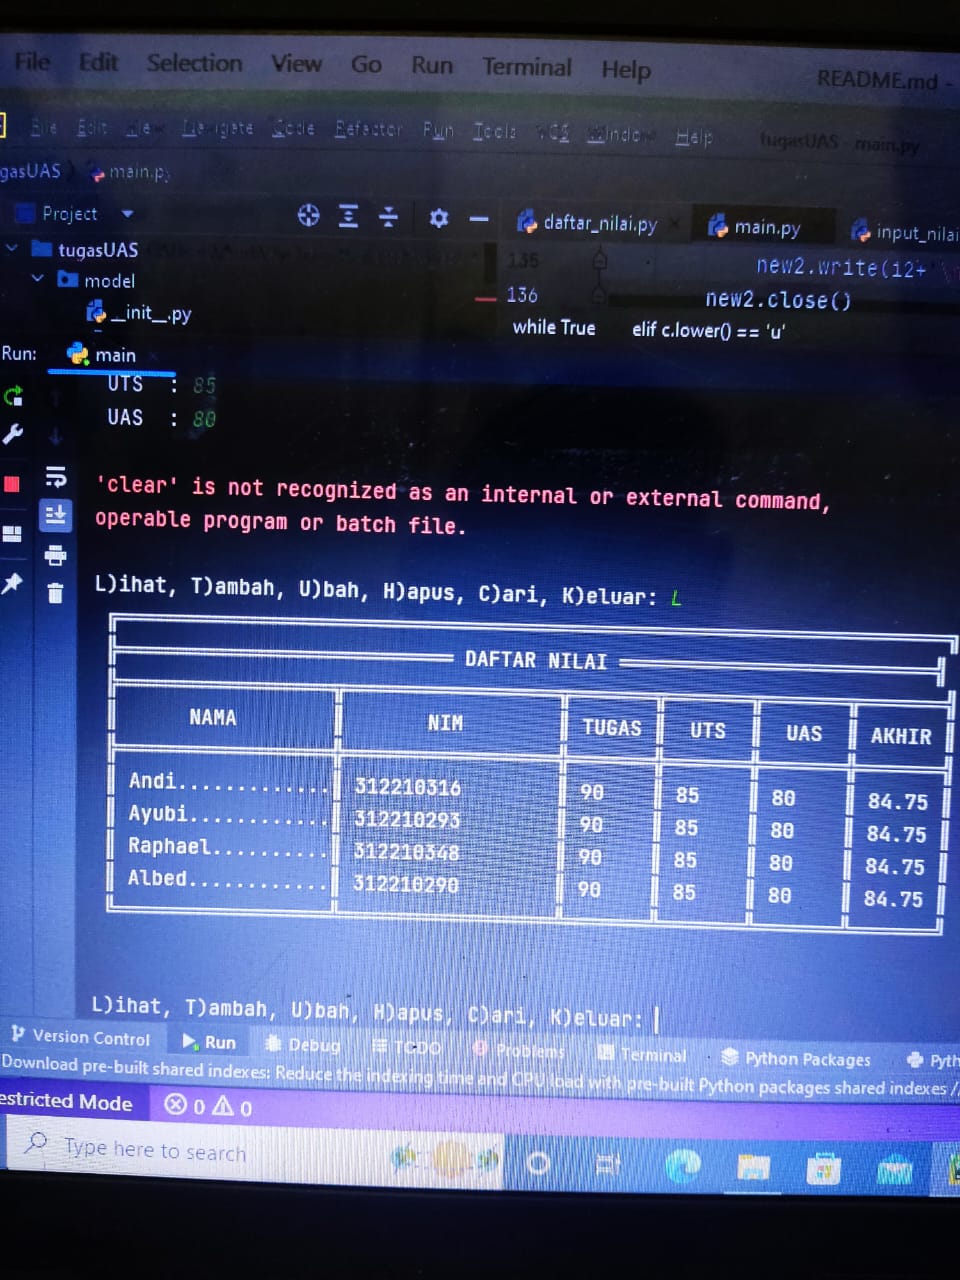 File Edit Selection View Go Run Terminal Help README.md -
File Edit View Navigate Code Refactor Run Tools VCS Window Help tugasUAS - main.py
gasUAS main.py
Project daftar_nilai.py main.py input_nilai
tugasUAS 135 new2.write(i2+'\
model 136 new2.close()
__init__.py while True elif c.lower() == 'u'
Run: main
UTS : 85
UAS : 80
'clear' is not recognized as an internal or external command,
operable program or batch file.
L)ihat, T)ambah, U)bah, H)apus, C)ari, K)eluar: L
DAFTAR NILAI
NAMA NIM TUGAS UTS UAS AKHIR
Andi............. 312210316 90 85 80 84.75
Ayubi............ 312210293 90 85 80 84.75
Raphael.......... 312210348 90 85 80 84.75
Albed............ 312210290 90 85 80 84.75
L)ihat, T)ambah, U)bah, H)apus, C)ari, K)eluar:
Version Control Run Debug TODO Problems Terminal Python Packages Pyth
Download pre-built shared indexes: Reduce the indexing time and CPU load with pre-built Python packages shared indexes //
estricted Mode 0 0
Type here to search